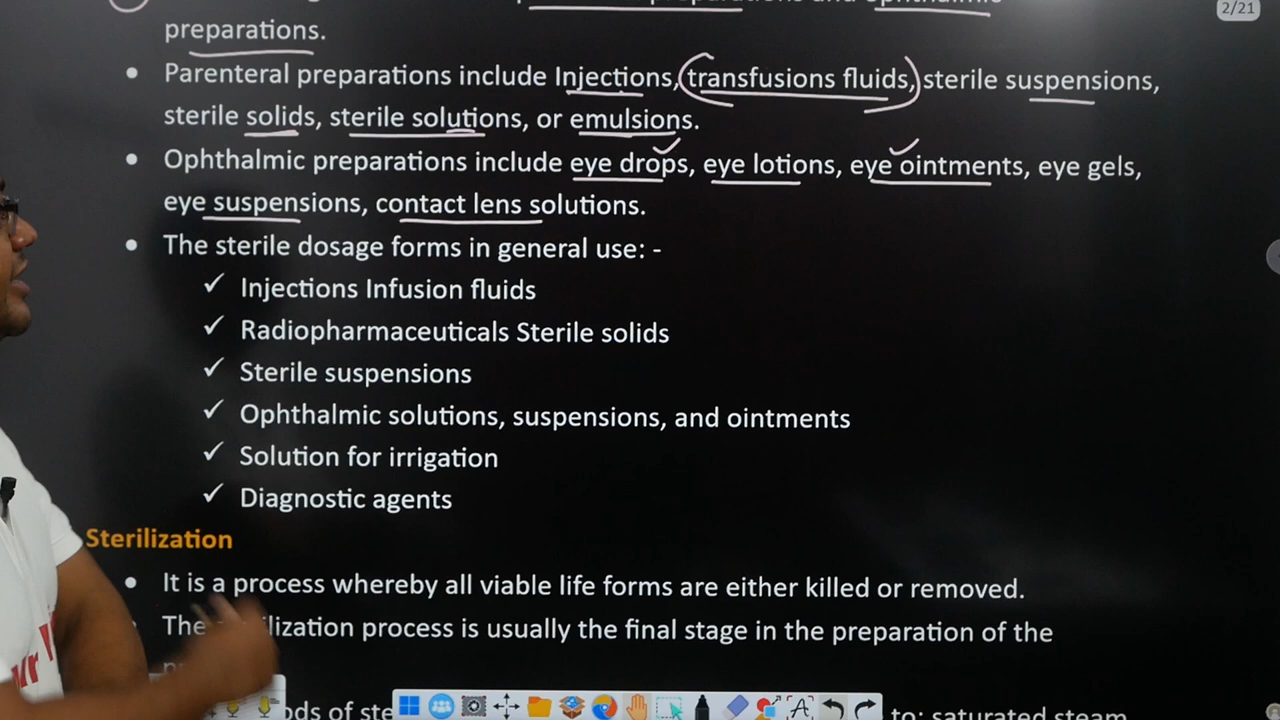 2/21
preparations.
• Parenteral preparations include Injections, transfusions fluids, sterile suspensions,
sterile solids, sterile solutions, or emulsions.
• Ophthalmic preparations include eye drops, eye lotions, eye ointments, eye gels,
eye suspensions, contact lens solutions.
• The sterile dosage forms in general use: -
✓ Injections Infusion fluids
✓ Radiopharmaceuticals Sterile solids
✓ Sterile suspensions
✓ Ophthalmic solutions, suspensions, and ointments
✓ Solution for irrigation
✓ Diagnostic agents
Sterilization
• It is a process whereby all viable life forms are either killed or removed.
process is usually the final stage in the preparation of the
to: saturated steam